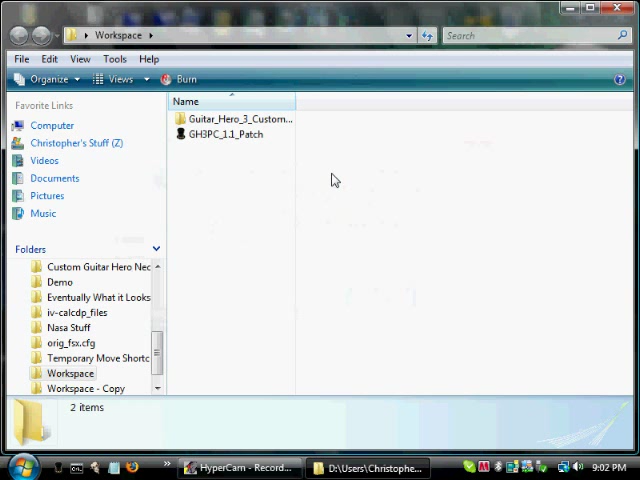 Workspace
Search
File Edit View Tools Help
Organize Views Burn
Favorite Links
Name
Guitar_Hero_3_Custom...
GH3PC_1.1_Patch
Computer
Christopher's Stuff (Z)
Videos
Documents
Pictures
Music
Folders
Custom Guitar Hero Nec
Demo
Eventually What it Looks
iv-calcdp_files
Nasa Stuff
orig_fsx.cfg
Temporary Move Shortc
Workspace
Workspace - Copy
2 items
HyperCam - Record...
D:\Users\Christophe...
9:02 PM